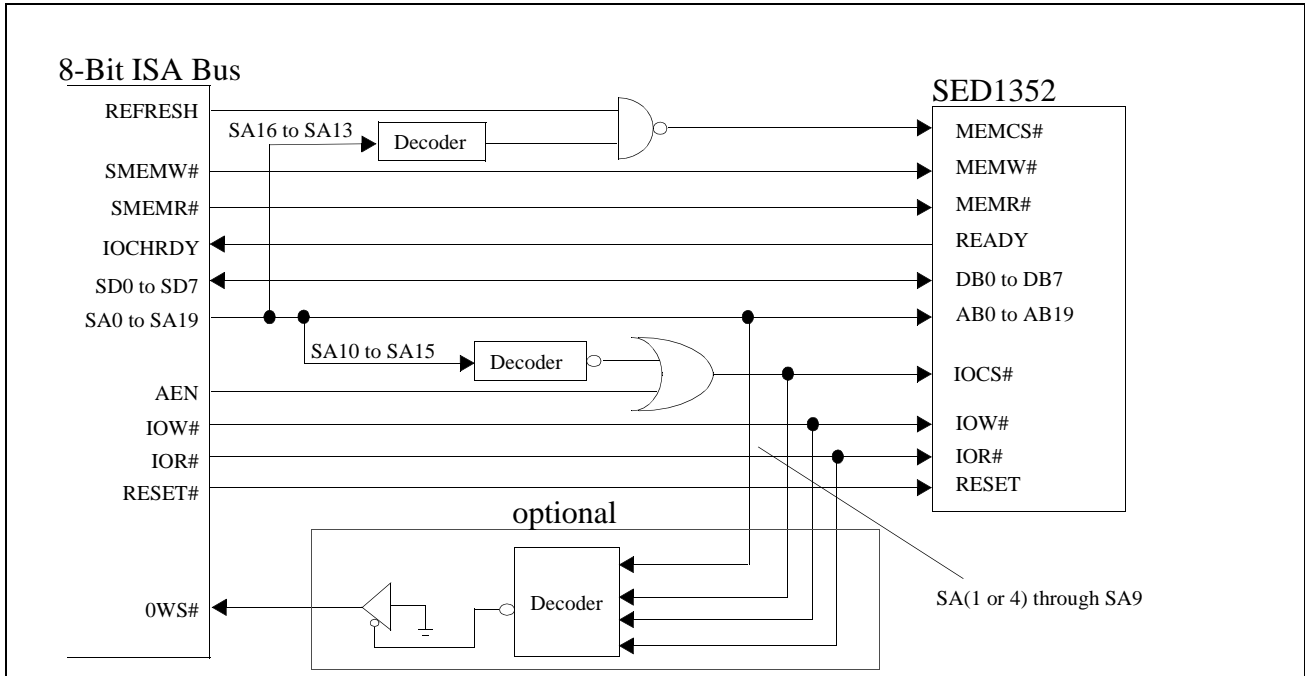 8-Bit ISA Bus
SED1352
REFRESH
SA16 to SA13
Decoder
MEMCS#
SMEMW#
MEMW#
SMEMR#
MEMR#
IOCHRDY
READY
SD0 to SD7
DB0 to DB7
SA0 to SA19
AB0 to AB19
SA10 to SA15
Decoder
IOCS#
AEN
IOW#
IOW#
IOR#
IOR#
RESET#
RESET
optional
0WS#
Decoder
SA(1 or 4) through SA9